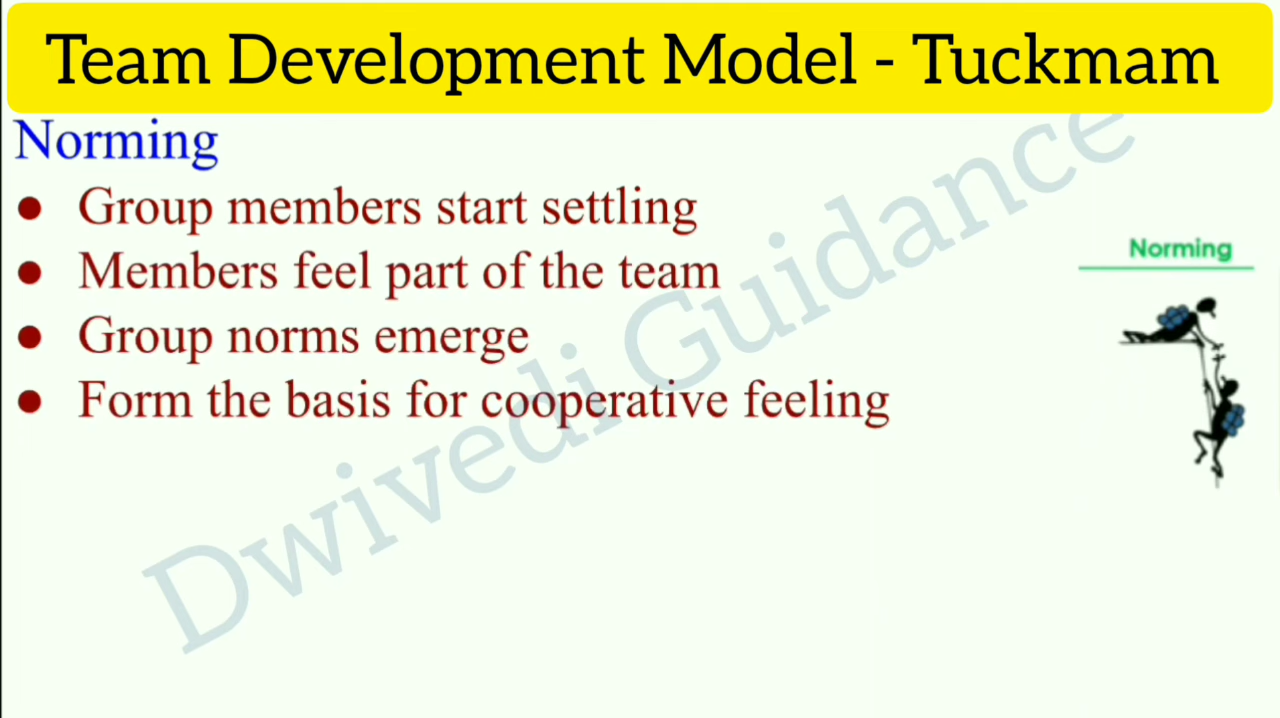 Team Development Model - Tuckmam
Norming
● Group members start settling
● Members feel part of the team
● Group norms emerge
● Form the basis for cooperative feeling
Norming
Dwivedi Guidance